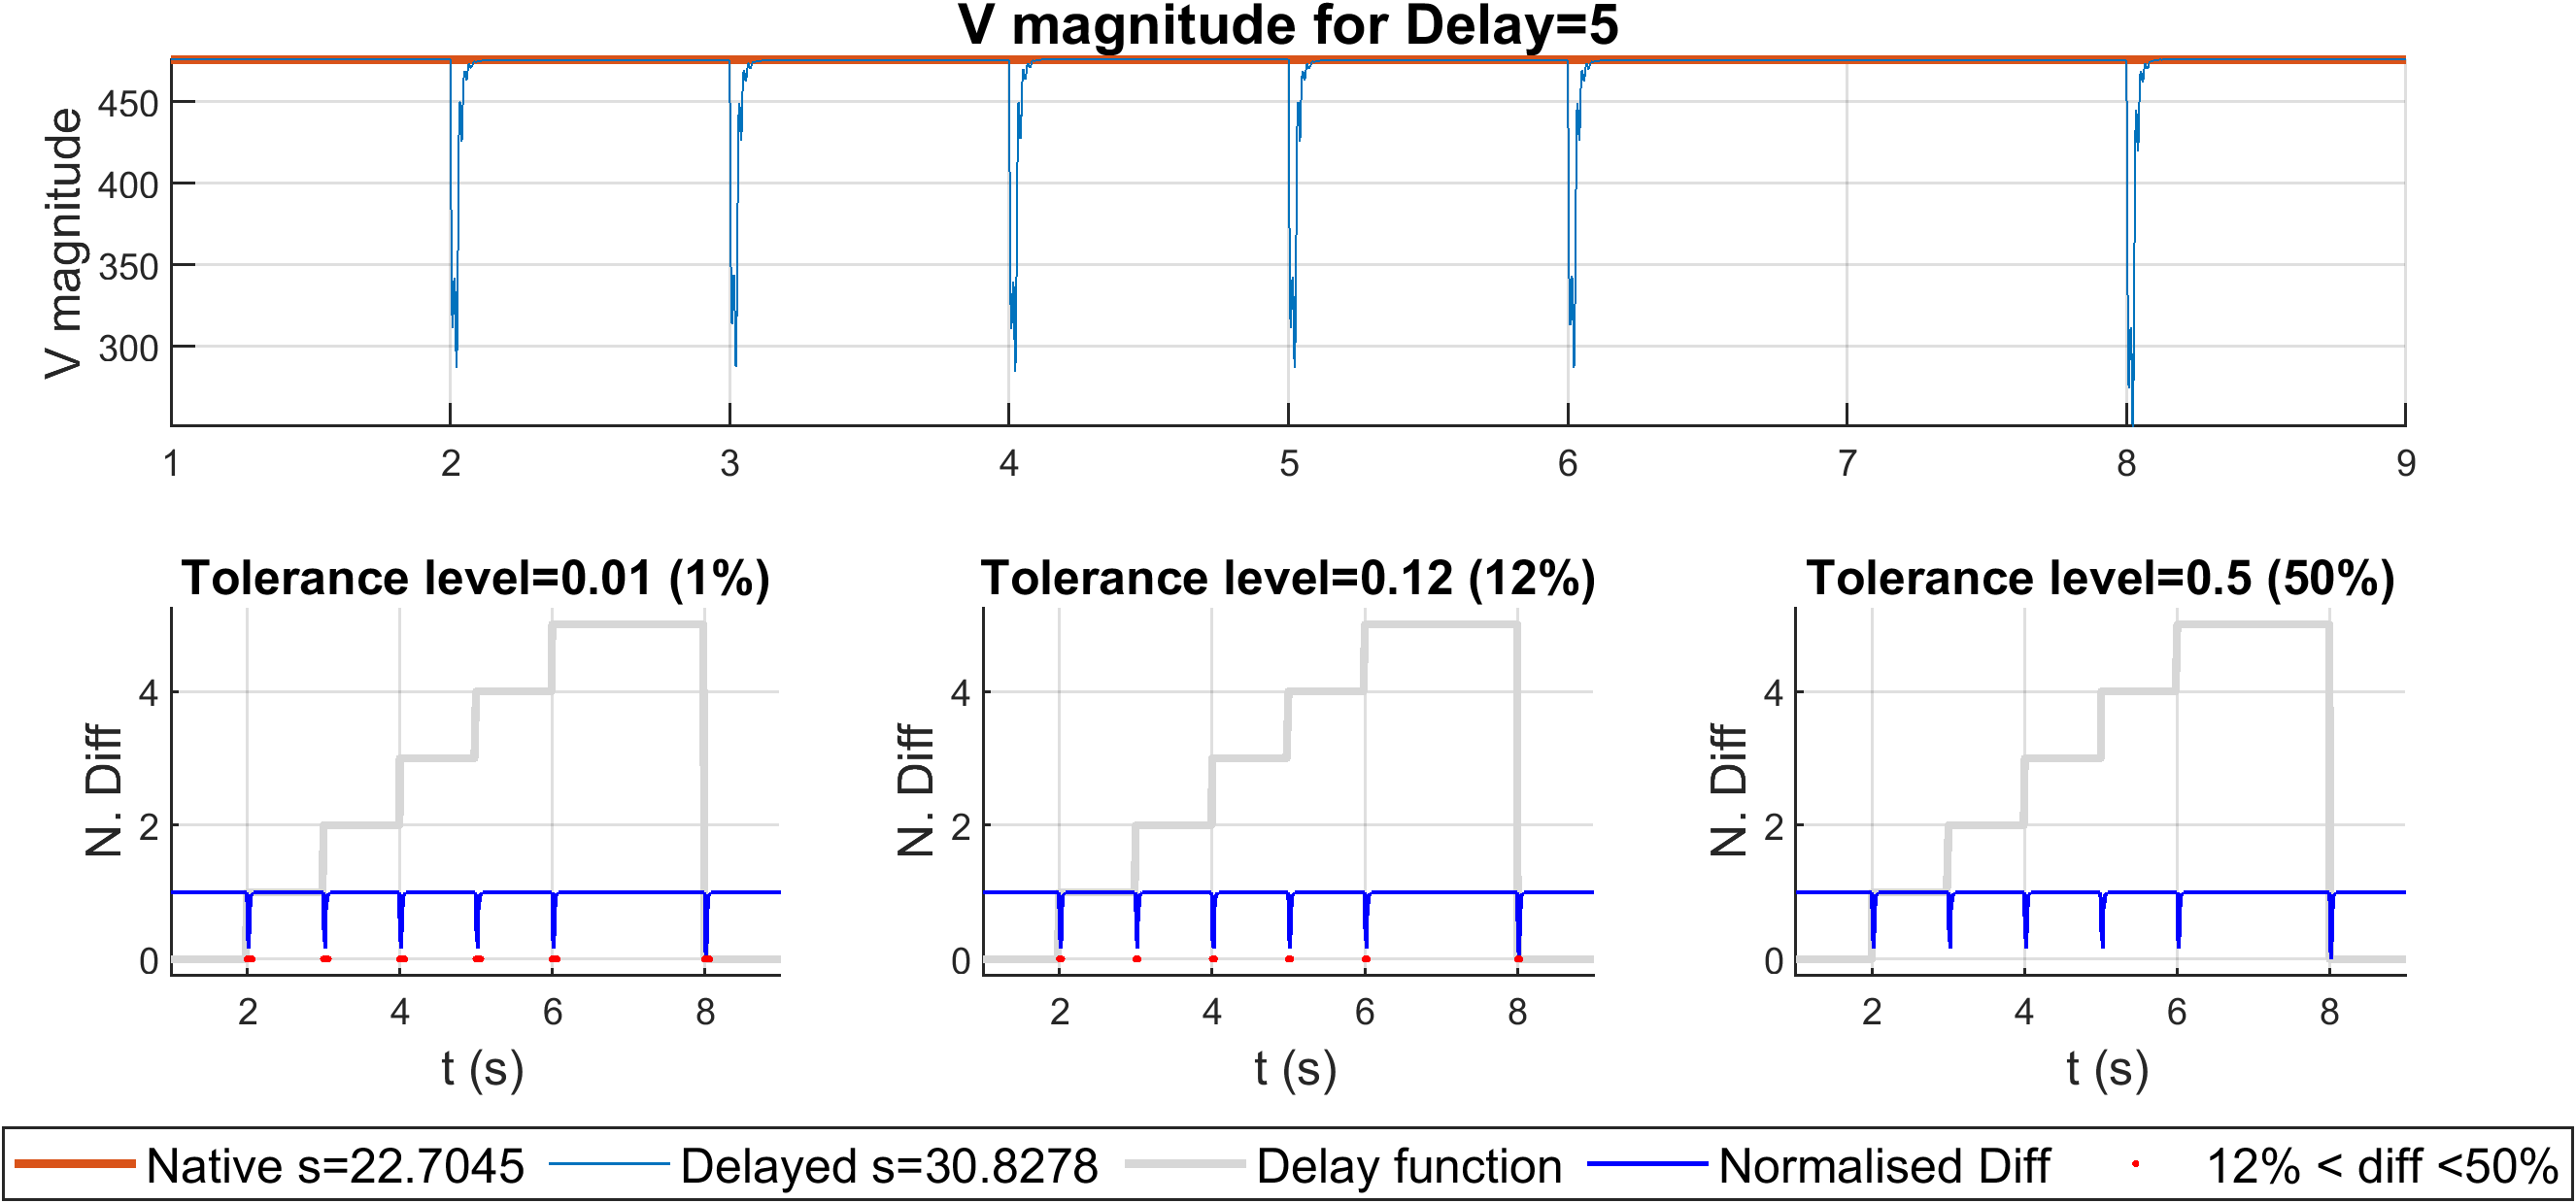 V magnitude for Delay=5
V magnitude
450
400
350
300
1 2 3 4 5 6 7 8 9
Tolerance level=0.01 (1%)
N. Diff
4
2
0
2 4 6 8
t (s)
Tolerance level=0.12 (12%)
N. Diff
4
2
0
2 4 6 8
t (s)
Tolerance level=0.5 (50%)
N. Diff
4
2
0
2 4 6 8
t (s)
Native s=22.7045 Delayed s=30.8278 Delay function Normalised Diff 12% < diff <50%